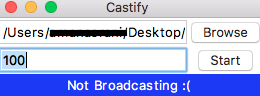 Castify
/Users/ /Desktop/ Browse
100 Start
Not Broadcasting :(